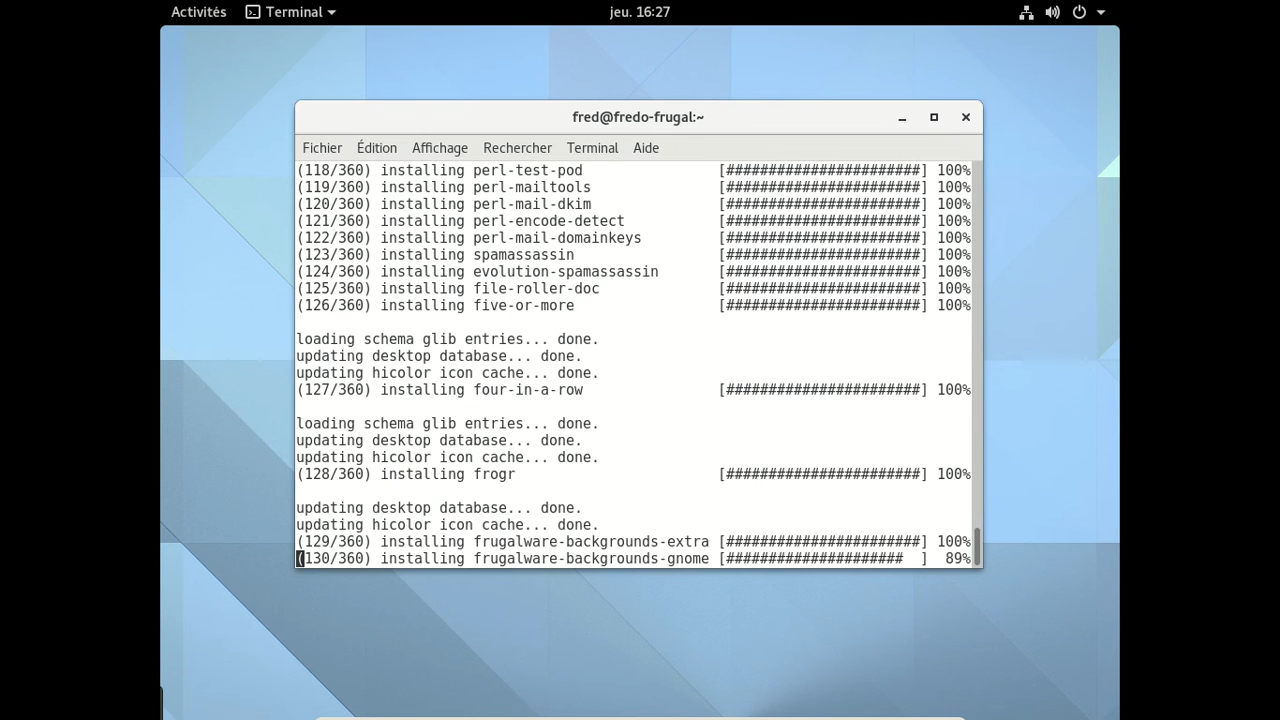 Activités Terminal jeu. 16:27
fred@fredo-frugal:~
Fichier Édition Affichage Rechercher Terminal Aide
(118/360) installing perl-test-pod [#######################] 100%
(119/360) installing perl-mailtools [#######################] 100%
(120/360) installing perl-mail-dkim [#######################] 100%
(121/360) installing perl-encode-detect [#######################] 100%
(122/360) installing perl-mail-domainkeys [#######################] 100%
(123/360) installing spamassassin [#######################] 100%
(124/360) installing evolution-spamassassin [#######################] 100%
(125/360) installing file-roller-doc [#######################] 100%
(126/360) installing five-or-more [#######################] 100%
loading schema glib entries... done.
updating desktop database... done.
updating hicolor icon cache... done.
(127/360) installing four-in-a-row [#######################] 100%
loading schema glib entries... done.
updating desktop database... done.
updating hicolor icon cache... done.
(128/360) installing frogr [#######################] 100%
updating desktop database... done.
updating hicolor icon cache... done.
(129/360) installing frugalware-backgrounds-extra [#######################] 100%
(130/360) installing frugalware-backgrounds-gnome [##################### ] 89%